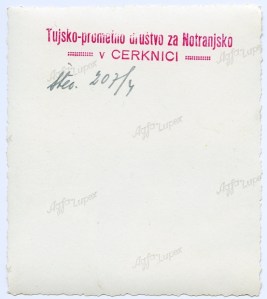 Tujsko-prometno društvo za Notranjsko
v CERKNICI
Štev. 207/4